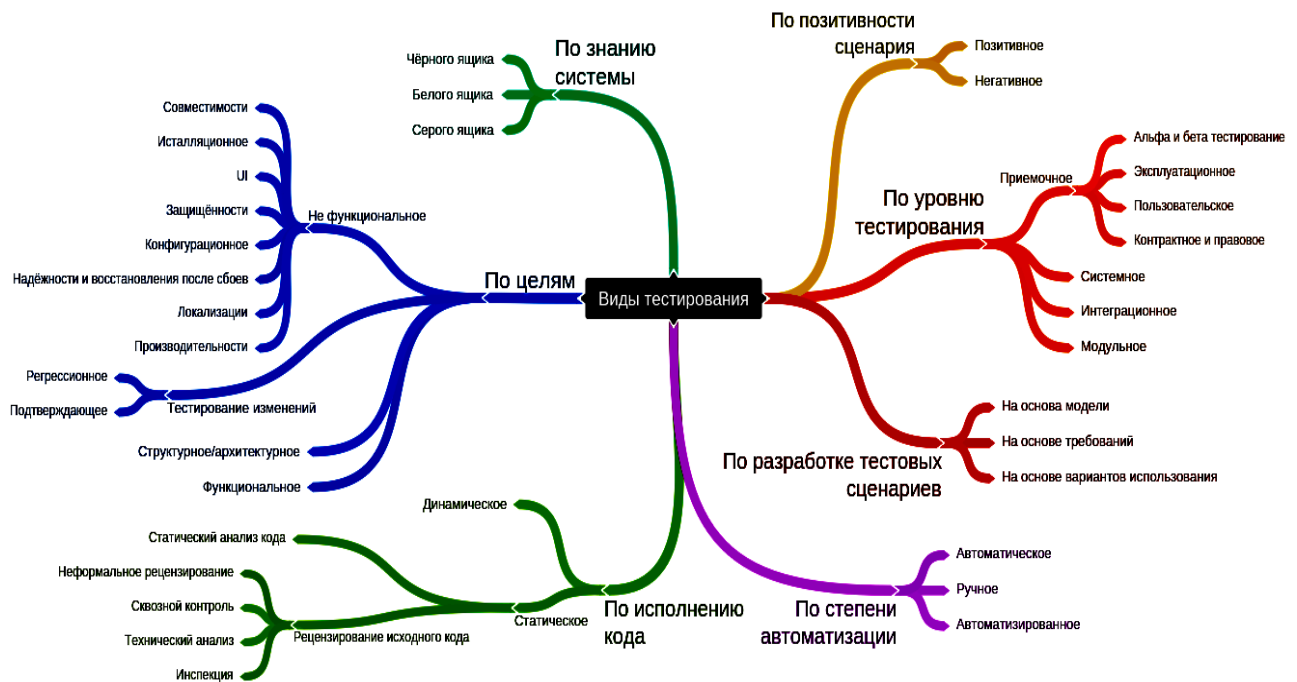 Виды тестирования
По знанию
системы
Чёрного ящика
Белого ящика
Серого ящика
По позитивности
сценария
Позитивное
Негативное
По уровню
тестирования
Приемочное
Альфа и бета тестирование
Эксплуатационное
Пользовательское
Контрактное и правовое
Системное
Интеграционное
Модульное
По разработке тестовых
сценариев
На основа модели
На основе требований
На основе вариантов использования
По степени
автоматизации
Автоматическое
Ручное
Автоматизированное
По исполнению
кода
Динамическое
Статическое
Статический анализ кода
Рецензирование исходного кода
Неформальное рецензирование
Сквозной контроль
Технический анализ
Инспекция
По целям
Не функциональное
Совместимости
Исталляционное
UI
Защищённости
Конфигурационное
Надёжности и восстановления после сбоев
Локализации
Производительности
Тестирование изменений
Регрессионное
Подтверждающее
Структурное/архитектурное
Функциональное